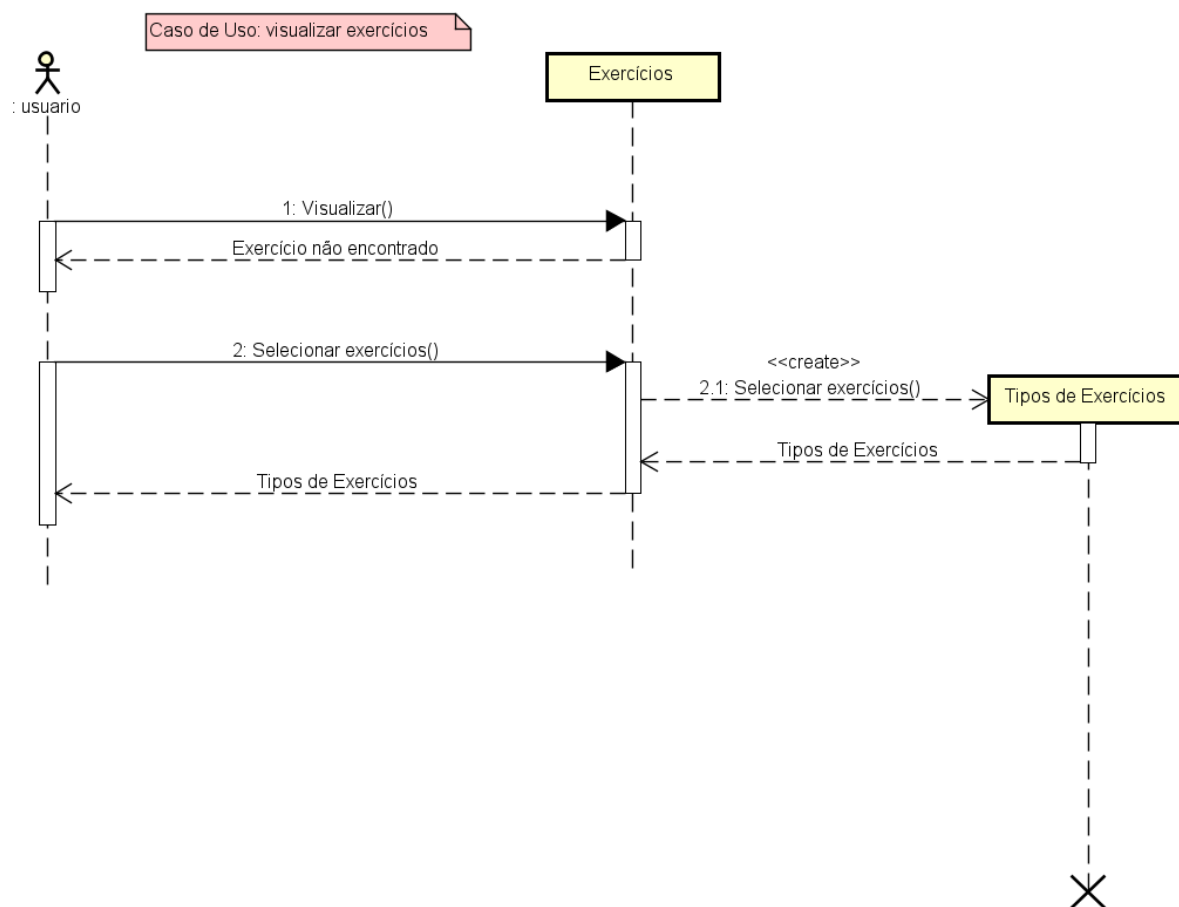 Caso de Uso: visualizar exercícios
Exercícios
: usuario
1: Visualizar()
Exercício não encontrado
2: Selecionar exercícios()
<<create>>
2.1: Selecionar exercícios()
Tipos de Exercícios
Tipos de Exercícios
Tipos de Exercícios